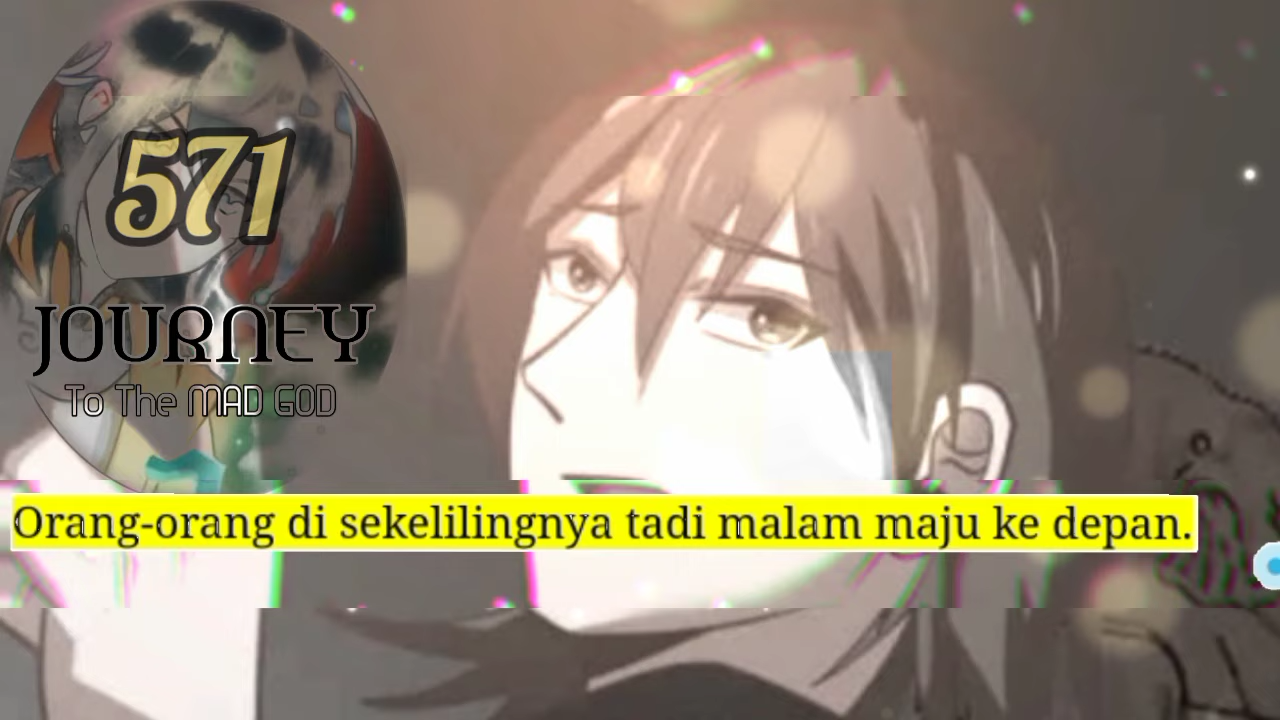 571
JOURNEY
To The MAD GOD
Orang-orang di sekelilingnya tadi malam maju ke depan.